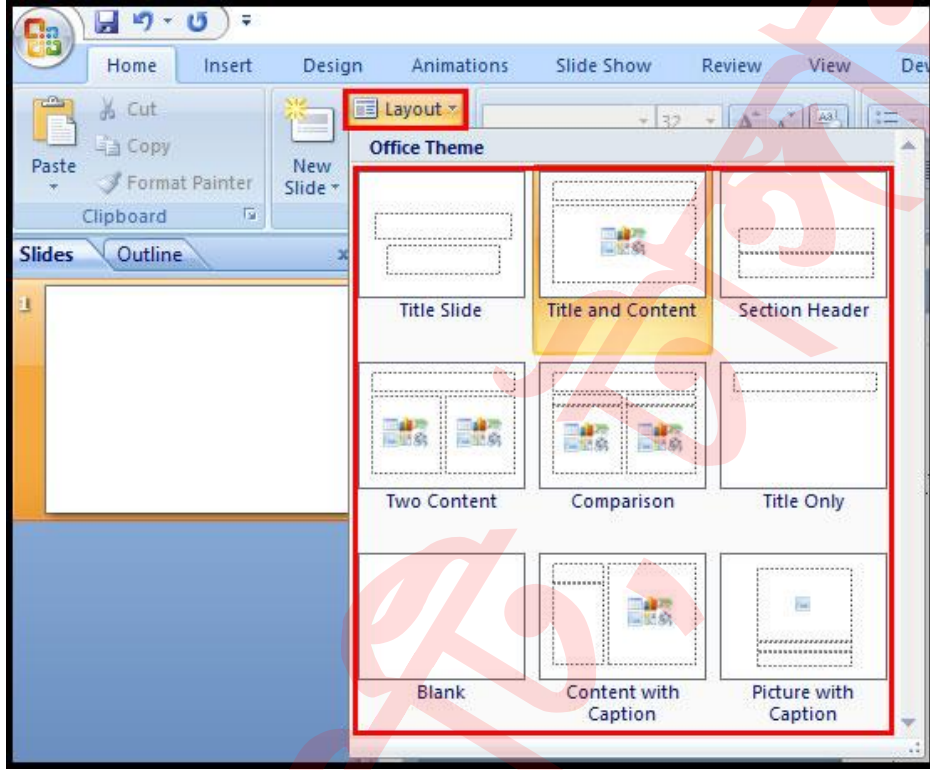 Home Insert Design Animations Slide Show Review View Dev
Cut
Copy
Format Painter
Paste
Clipboard
New
Slide
Layout
32
Slides Outline
1
Office Theme
Title Slide Title and Content Section Header
Two Content Comparison Title Only
Blank Content with Caption Picture with Caption